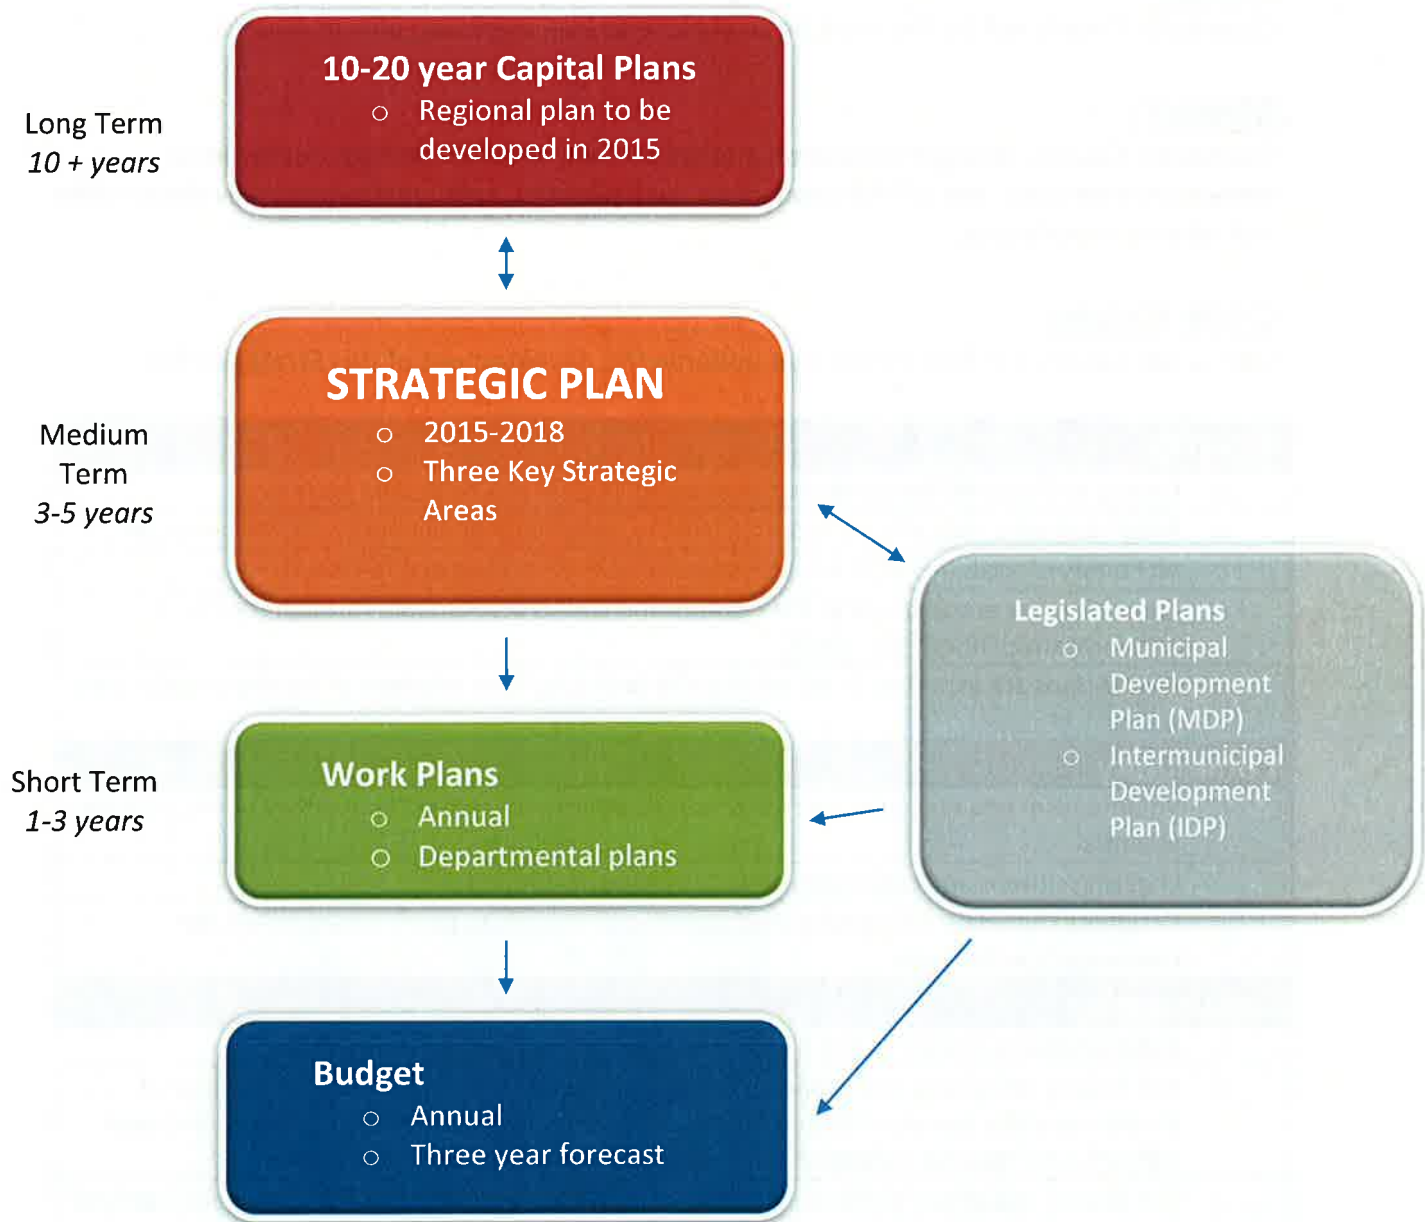 10-20 year Capital Plans
○ Regional plan to be
developed in 2015
Long Term
10 + years
STRATEGIC PLAN
○ 2015-2018
○ Three Key Strategic
Areas
Medium
Term
3-5 years
Legislated Plans
○ Municipal
Development
Plan (MDP)
○ Intermunicipal
Development
Plan (IDP)
Work Plans
○ Annual
○ Departmental plans
Short Term
1-3 years
Budget
○ Annual
○ Three year forecast